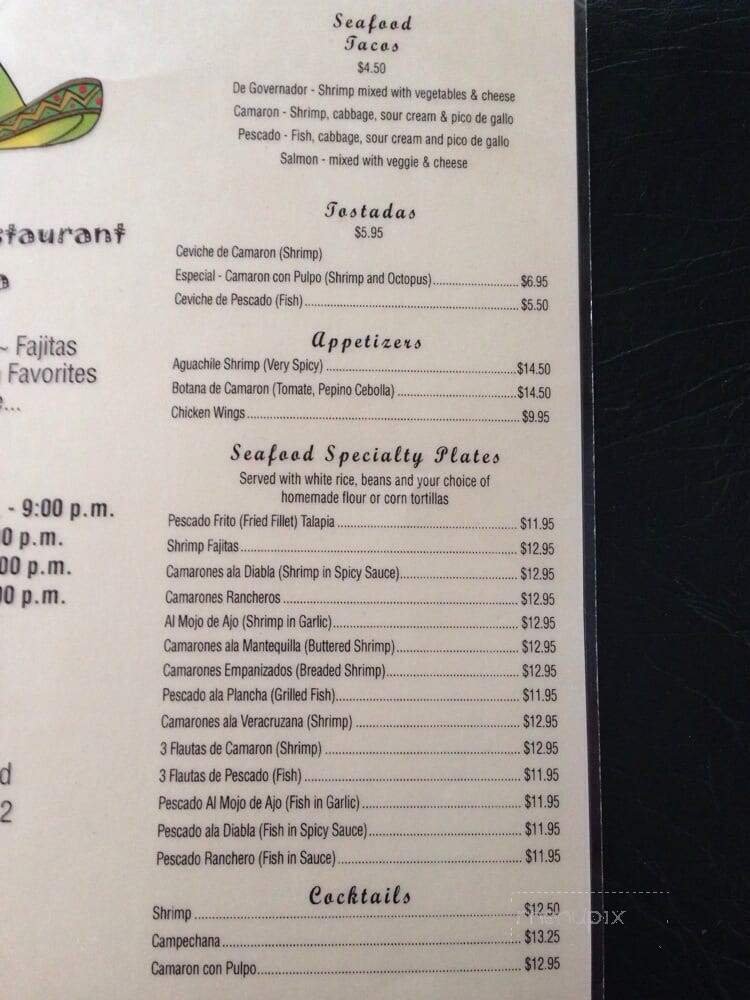 Seafood
Tacos
$4.50
De Governador - Shrimp mixed with vegetables & cheese
Camaron - Shrimp, cabbage, sour cream & pico de gallo
Pescado - Fish, cabbage, sour cream and pico de gallo
Salmon - mixed with veggie & cheese
staurant
~ Fajitas
Favorites
- 9:00 p.m.
0 p.m.
00 p.m.
00 p.m.
d
2
Tostadas
$5.95
Ceviche de Camaron (Shrimp)
Especial - Camaron con Pulpo (Shrimp and Octopus)..........................$6.95
Ceviche de Pescado (Fish)..........................$5.50
Appetizers
Aguachile Shrimp (Very Spicy)..........................$14.50
Botana de Camaron (Tomate, Pepino Cebolla)..........................$14.50
Chicken Wings..........................$9.95
Seafood Specialty Plates
Served with white rice, beans and your choice of
homemade flour or corn tortillas
Pescado Frito (Fried Fillet) Talapia..........................$11.95
Shrimp Fajitas..........................$12.95
Camarones ala Diabla (Shrimp in Spicy Sauce)..........................$12.95
Camarones Rancheros..........................$12.95
Al Mojo de Ajo (Shrimp in Garlic)..........................$12.95
Camarones ala Mantequilla (Buttered Shrimp)..........................$12.95
Camarones Empanizados (Breaded Shrimp)..........................$12.95
Pescado ala Plancha (Grilled Fish)..........................$11.95
Camarones ala Veracruzana (Shrimp)..........................$12.95
3 Flautas de Camaron (Shrimp)..........................$12.95
3 Flautas de Pescado (Fish)..........................$11.95
Pescado Al Mojo de Ajo (Fish in Garlic)..........................$11.95
Pescado ala Diabla (Fish in Spicy Sauce)..........................$11.95
Pescado Ranchero (Fish in Sauce)..........................$11.95
Cocktails
Shrimp..........................$12.50
Campechana..........................$13.25
Camaron con Pulpo..........................$12.95
menupix